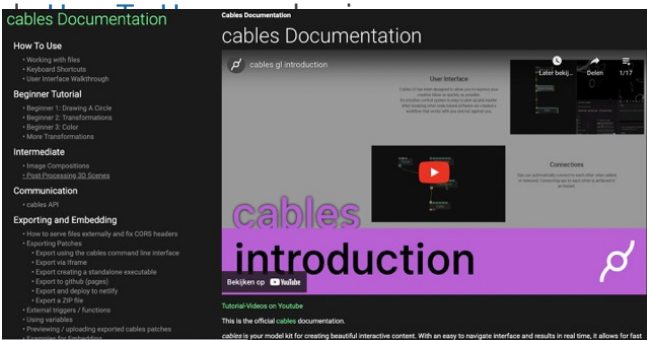 cables Documentation
How To Use
• Working with files
• Keyboard Shortcuts
• User Interface Walkthrough
Beginner Tutorial
• Beginner 1: Drawing A Circle
• Beginner 2: Transformations
• Beginner 3: Color
• More Transformations
Intermediate
• Image Compositions
• Post-Processing 3D Scenes
Communication
• cables API
Exporting and Embedding
• How to serve files externally and fix CORS headers
• Exporting Patches
• Export using the cables command line interface
• Export via Iframe
• Export creating a standalone executable
• Export to github (pages)
• Export and deploy to netlify
• Export a ZIP file
• External triggers / functions
• Using variables
• Previewing / uploading exported cables patches
• Examples for Embedding
Cables Documentation
cables Documentation
cables gl introduction
Later bekij...
Delen
1/17
User Interface
Connections
cables
introduction
Bekijken op YouTube
Tutorial-Videos on Youtube
This is the official cables documentation.
cables is your model kit for creating beautiful interactive content. With an easy to navigate interface and results in real time, it allows for fast